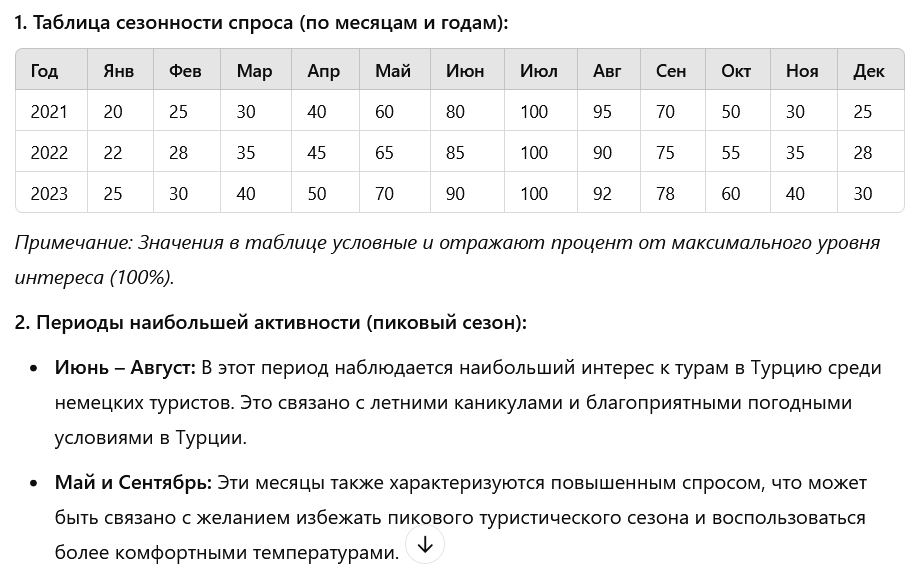 1. Таблица сезонности спроса (по месяцам и годам):
Год Янв Фев Мар Апр Май Июн Июл Авг Сен Окт Ноя Дек
2021 20 25 30 40 60 80 100 95 70 50 30 25
2022 22 28 35 45 65 85 100 90 75 55 35 28
2023 25 30 40 50 70 90 100 92 78 60 40 30
Примечание: Значения в таблице условные и отражают процент от максимального уровня
интереса (100%).
2. Периоды наибольшей активности (пиковый сезон):
• Июнь – Август: В этот период наблюдается наибольший интерес к турам в Турцию среди
немецких туристов. Это связано с летними каникулами и благоприятными погодными
условиями в Турции.
• Май и Сентябрь: Эти месяцы также характеризуются повышенным спросом, что может
быть связано с желанием избежать пикового туристического сезона и воспользоваться
более комфортными температурами.